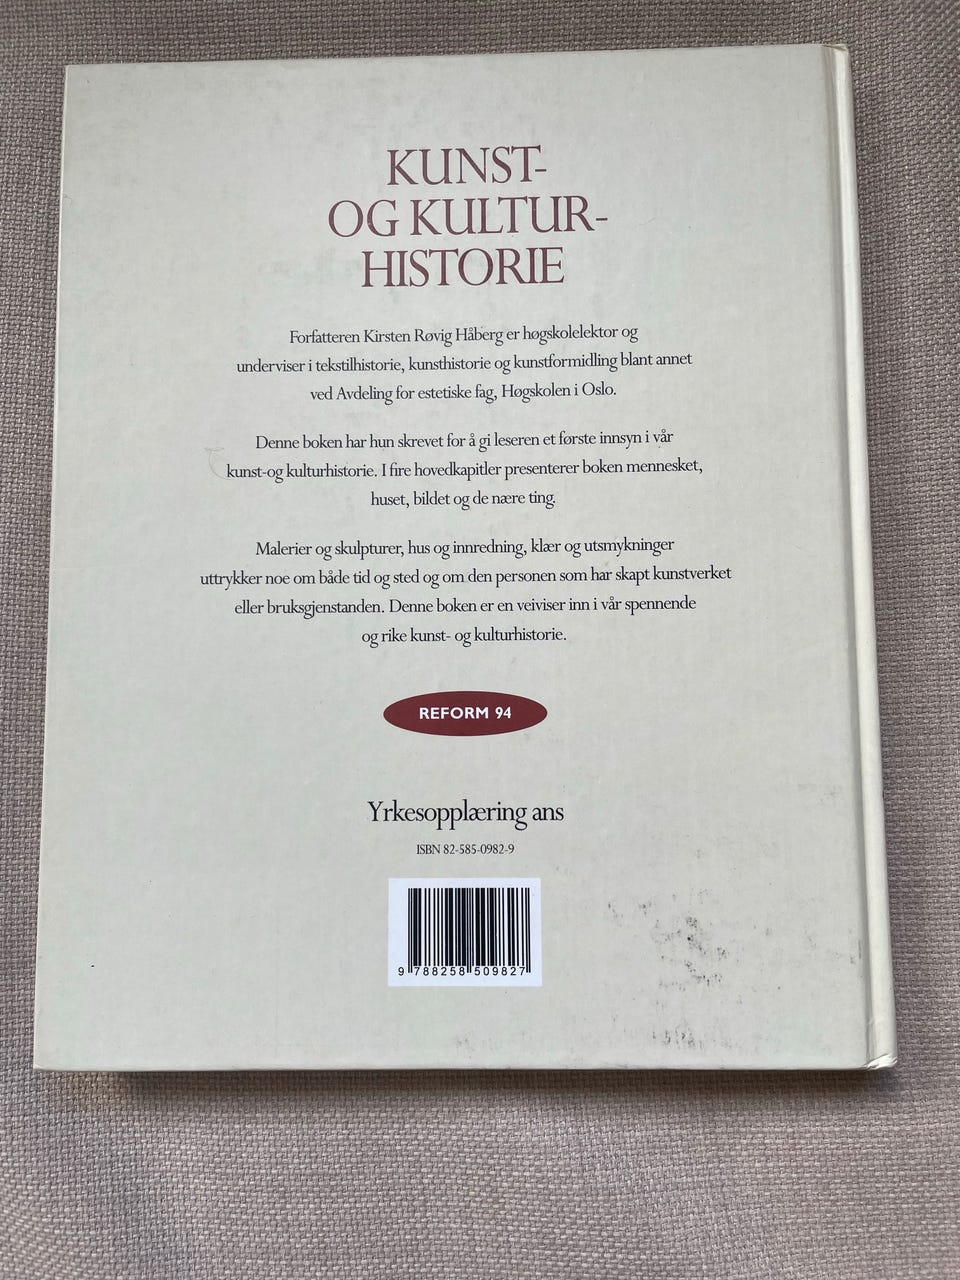 KUNST-
OG KULTUR-
HISTORIE
Forfatteren Kirsten Røvig Håberg er høgskolelektor og
underviser i tekstilhistorie, kunsthistorie og kunstformidling blant annet
ved Avdeling for estetiske fag, Høgskolen i Oslo.
Denne boken har hun skrevet for å gi leseren et første innsyn i vår
kunst-og kulturhistorie. I fire hovedkapitler presenterer boken mennesket,
huset, bildet og de nære ting.
Malerier og skulpturer, hus og innredning, klær og utsmykninger
uttrykker noe om både tid og sted og om den personen som har skapt kunstverket
eller bruksgjenstanden. Denne boken er en veiviser inn i vår spennende
og rike kunst- og kulturhistorie.
REFORM 94
Yrkesopplæring ans
ISBN 82-585-0982-9
9 788258 509827